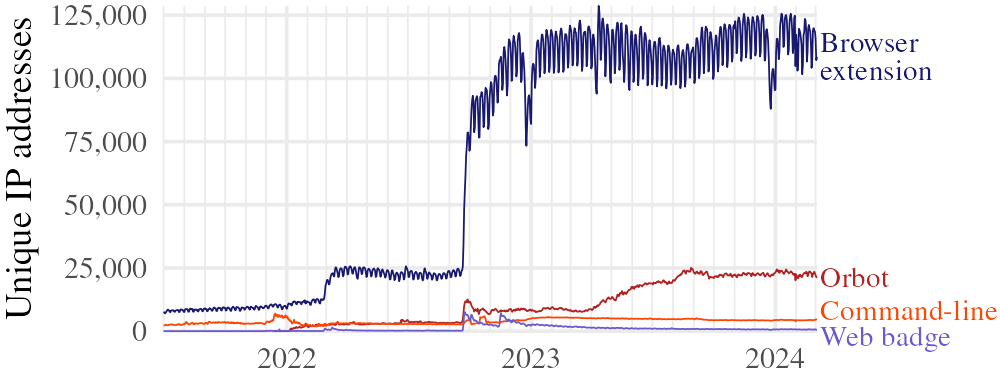 Unique IP addresses
125,000
100,000
75,000
50,000
25,000
0
Browser
extension
Orbot
Command-line
Web badge
2022
2023
2024